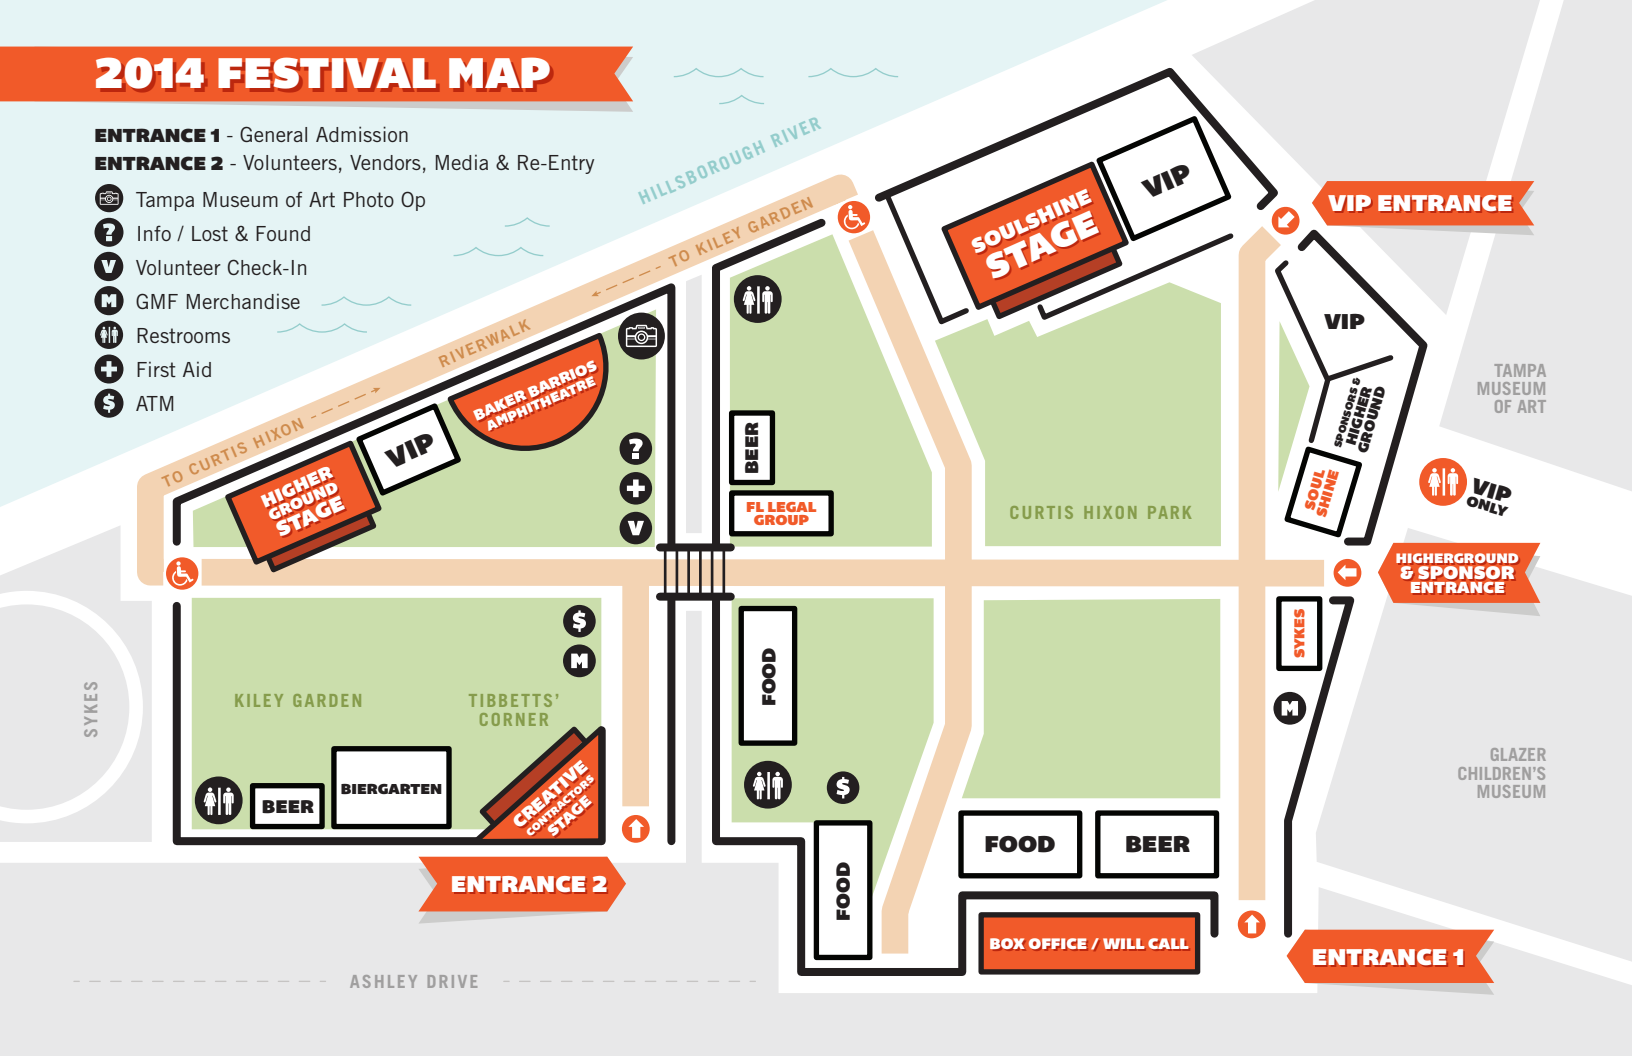 2014 FESTIVAL MAP
ENTRANCE 1 - General Admission
ENTRANCE 2 - Volunteers, Vendors, Media & Re-Entry
Tampa Museum of Art Photo Op
? Info / Lost & Found
V Volunteer Check-In
M GMF Merchandise
Restrooms
First Aid
$ ATM
HILLSBOROUGH RIVER
TO KILEY GARDEN
RIVERWALK
TO CURTIS HIXON
SOULSHINE
STAGE
VIP
VIP ENTRANCE
VIP
SPONSORS &
HIGHER
GROUND
SOUL
SHINE
TAMPA
MUSEUM
OF ART
VIP
ONLY
HIGHERGROUND
& SPONSOR
ENTRANCE
BAKER BARRIOS
AMPHITHEATRE
VIP
HIGHER
GROUND
STAGE
?
V
BEER
FL LEGAL
GROUP
CURTIS HIXON PARK
$
M
KILEY GARDEN
TIBBETTS'
CORNER
SYKES
FOOD
SYKES
M
GLAZER
CHILDREN'S
MUSEUM
BEER
BIERGARTEN
CREATIVE
CONTRACTORS
STAGE
$
FOOD
FOOD
BEER
ENTRANCE 2
BOX OFFICE / WILL CALL
ENTRANCE 1
ASHLEY DRIVE